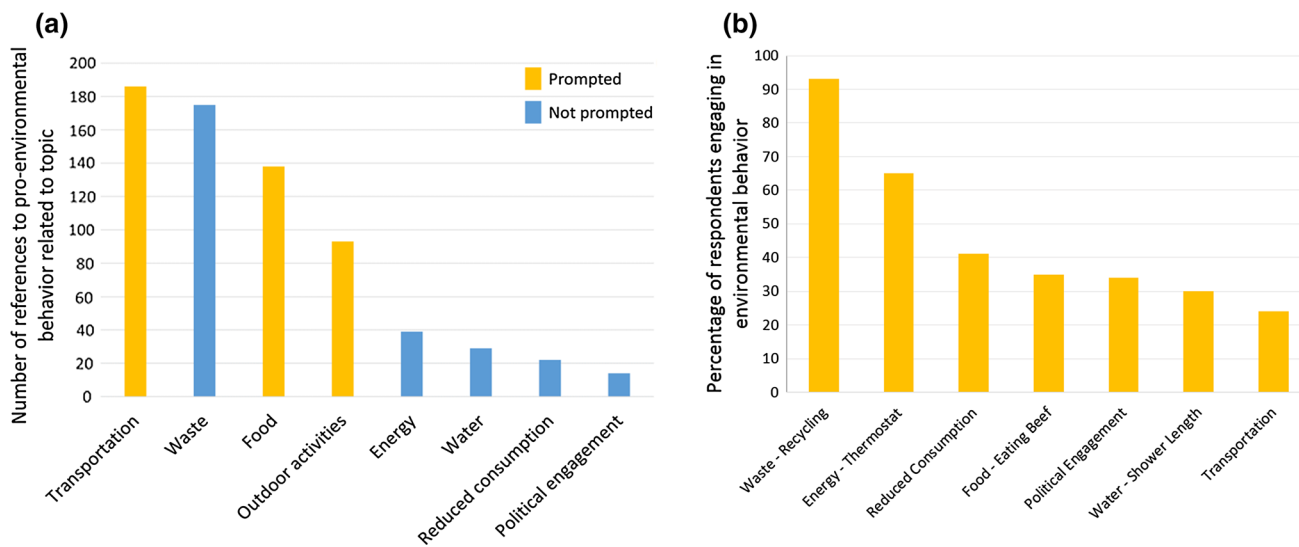 (a)
Number of references to pro-environmental
behavior related to topic
200
180
160
140
120
100
80
60
40
20
0
Prompted
Not prompted
Transportation
Waste
Food
Outdoor activities
Energy
Water
Reduced consumption
Political engagement
(b)
Percentage of respondents engaging in
environmental behavior
100
90
80
70
60
50
40
30
20
10
0
Waste - Recycling
Energy - Thermostat
Reduced Consumption
Food - Eating Beef
Political Engagement
Water - Shower Length
Transportation